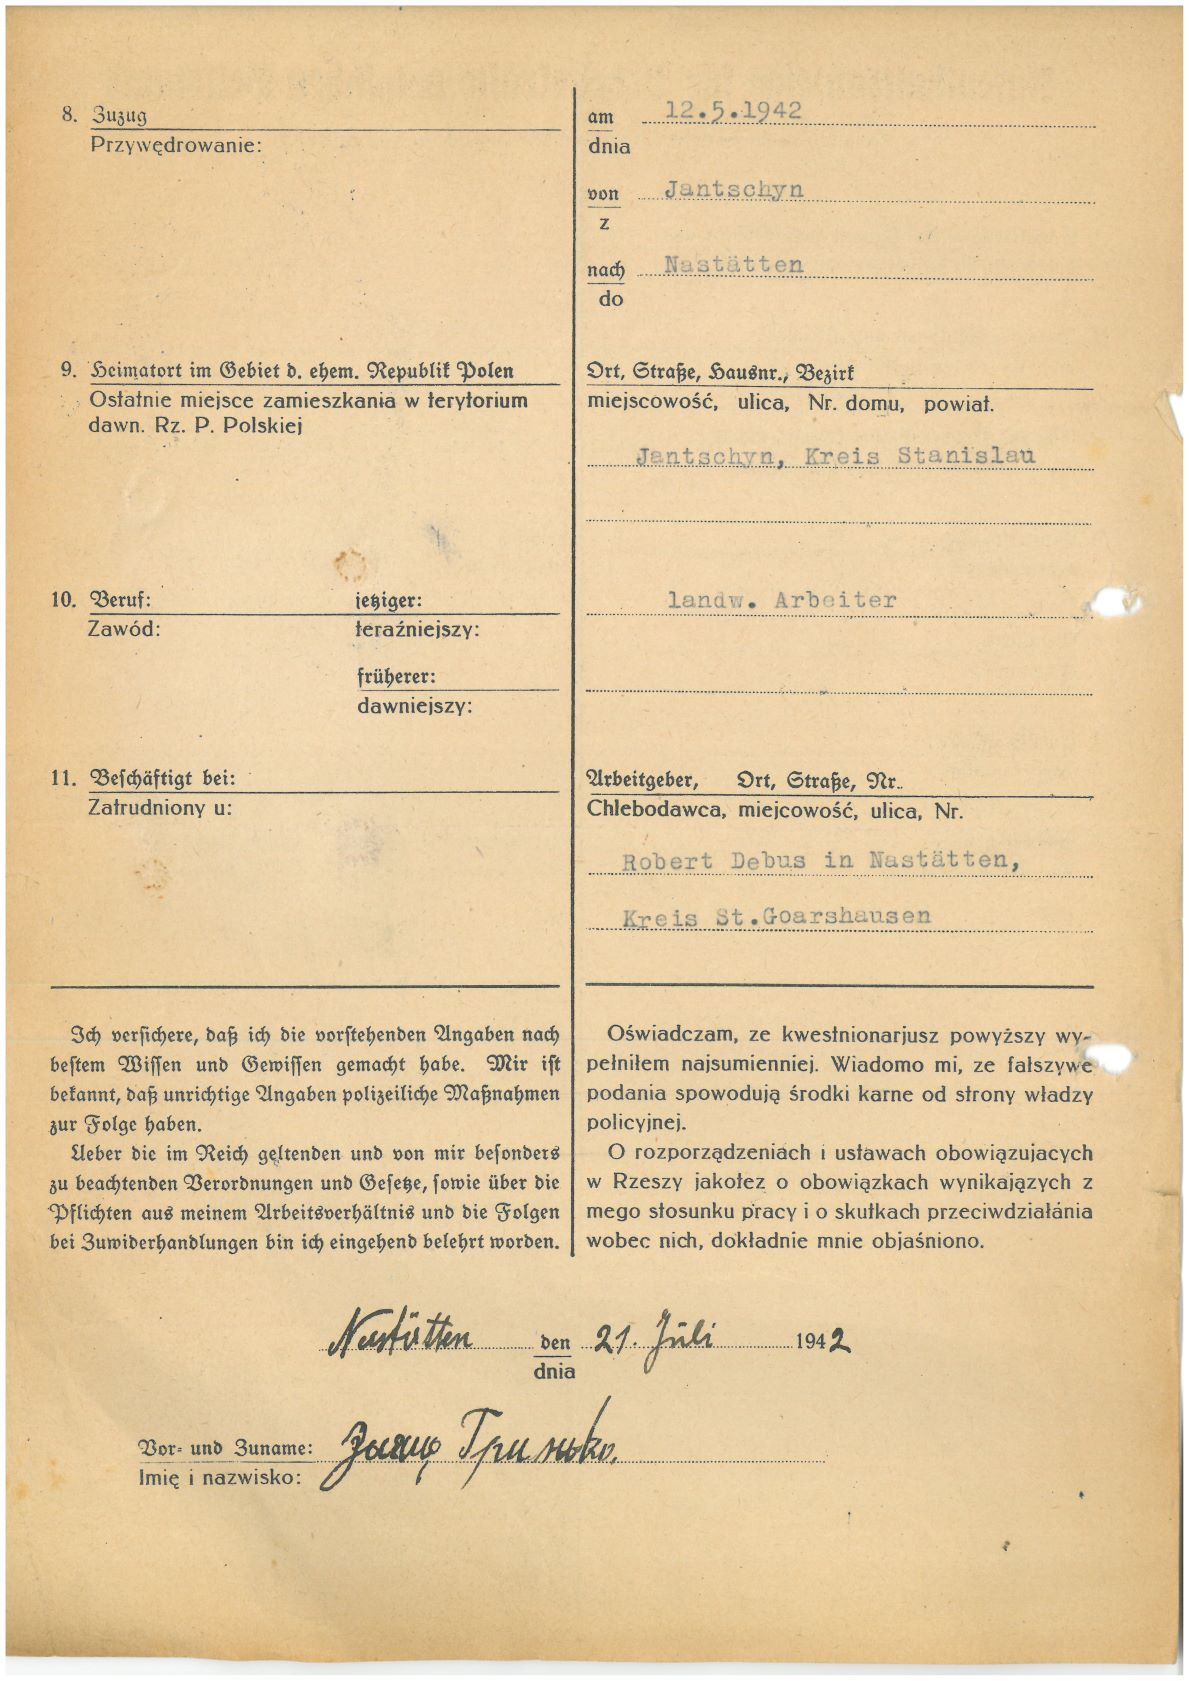 8. Zuzug
Przywędrowanie:
am 12.5.1942
dnia
von Jantschyn
z
nach Nastätten
do
9. Heimatort im Gebiet d. ehem. Republik Polen
Ostatnie miejsce zamieszkania w terytorium
dawn. Rz. P. Polskiej
Ort, Straße, Hausnr., Bezirk
miejscowość, ulica, Nr. domu, powiat.
Jantschyn, Kreis Stanislau
10. Beruf: jetziger:
Zawód: teraźniejszy:
landw. Arbeiter
früherer:
dawniejszy:
11. Beschäftigt bei:
Zatrudniony u:
Arbeitgeber, Ort, Straße, Nr.
Chlebodawca, miejcowość, ulica, Nr.
Robert Debus in Nastätten,
Kreis St.Goarshausen
Ich versichere, daß ich die vorstehenden Angaben nach
bestem Wissen und Gewissen gemacht habe. Mir ist
bekannt, daß unrichtige Angaben polizeiliche Maßnahmen
zur Folge haben.
Ueber die im Reich geltenden und von mir besonders
zu beachtenden Verordnungen und Gesetze, sowie über die
Pflichten aus meinem Arbeitsverhältnis und die Folgen
bei Zuwiderhandlungen bin ich eingehend belehrt worden.
Oświadczam, ze kwestnionarjusz powyższy wy-
pełniłem najsumienniej. Wiadomo mi, ze fałszywe
podania spowodują środki karne od strony władzy
policyjnej.
O rozporządzeniach i ustawach obowiązujacych
w Rzeszy jakotez o obowiązkach wynikających z
mego stosunku pracy i o skutkach przeciwdziałánia
wobec nich, dokładnie mnie objaśniono.
Nastätten den 21. Juli 1942
dnia
Vor- und Zuname: Заяць Гринько.
Imię i nazwisko: